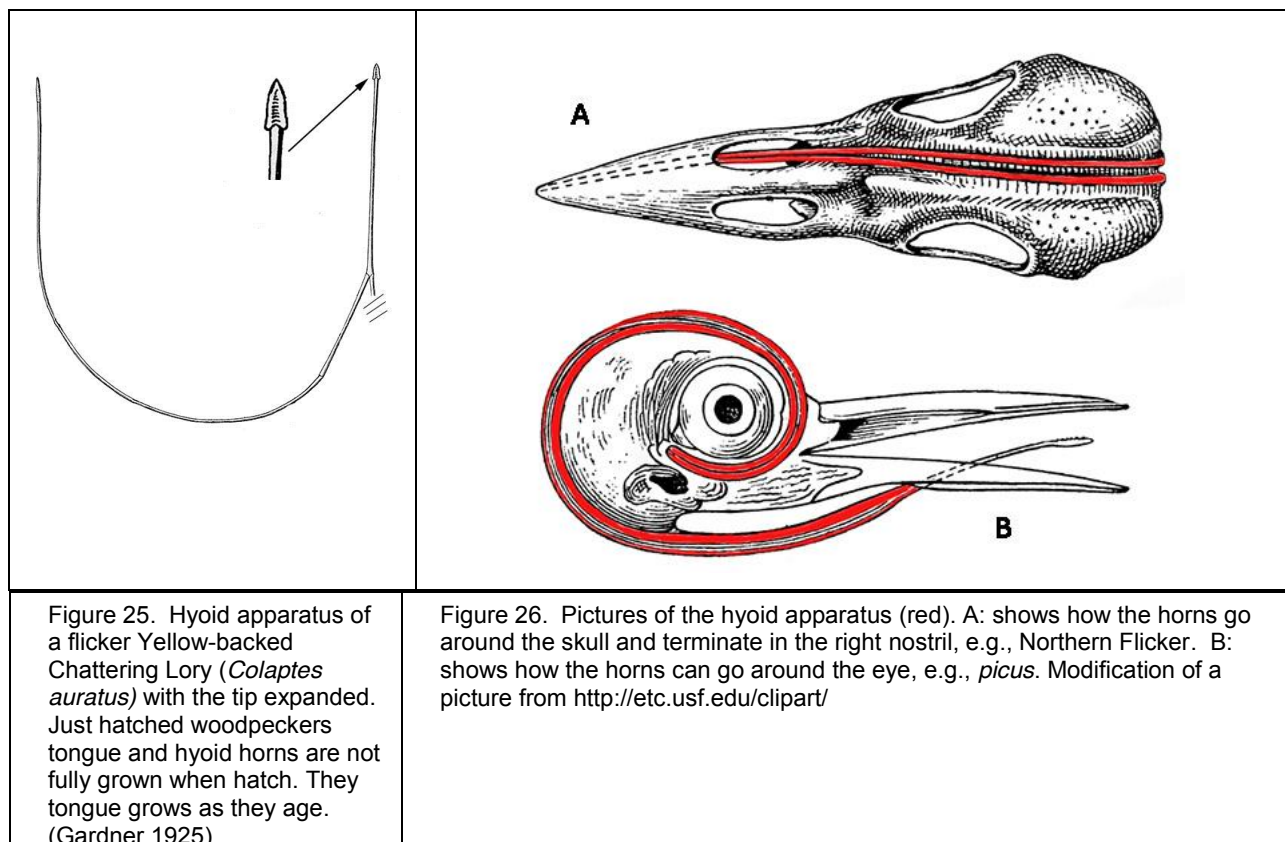 A
B
Figure 25. Hyoid apparatus of
a flicker Yellow-backed
Chattering Lory (Colaptes
auratus) with the tip expanded.
Just hatched woodpeckers
tongue and hyoid horns are not
fully grown when hatch. They
tongue grows as they age.
(Gardner 1925)
Figure 26. Pictures of the hyoid apparatus (red). A: shows how the horns go
around the skull and terminate in the right nostril, e.g., Northern Flicker. B:
shows how the horns can go around the eye, e.g., picus. Modification of a
picture from http://etc.usf.edu/clipart/